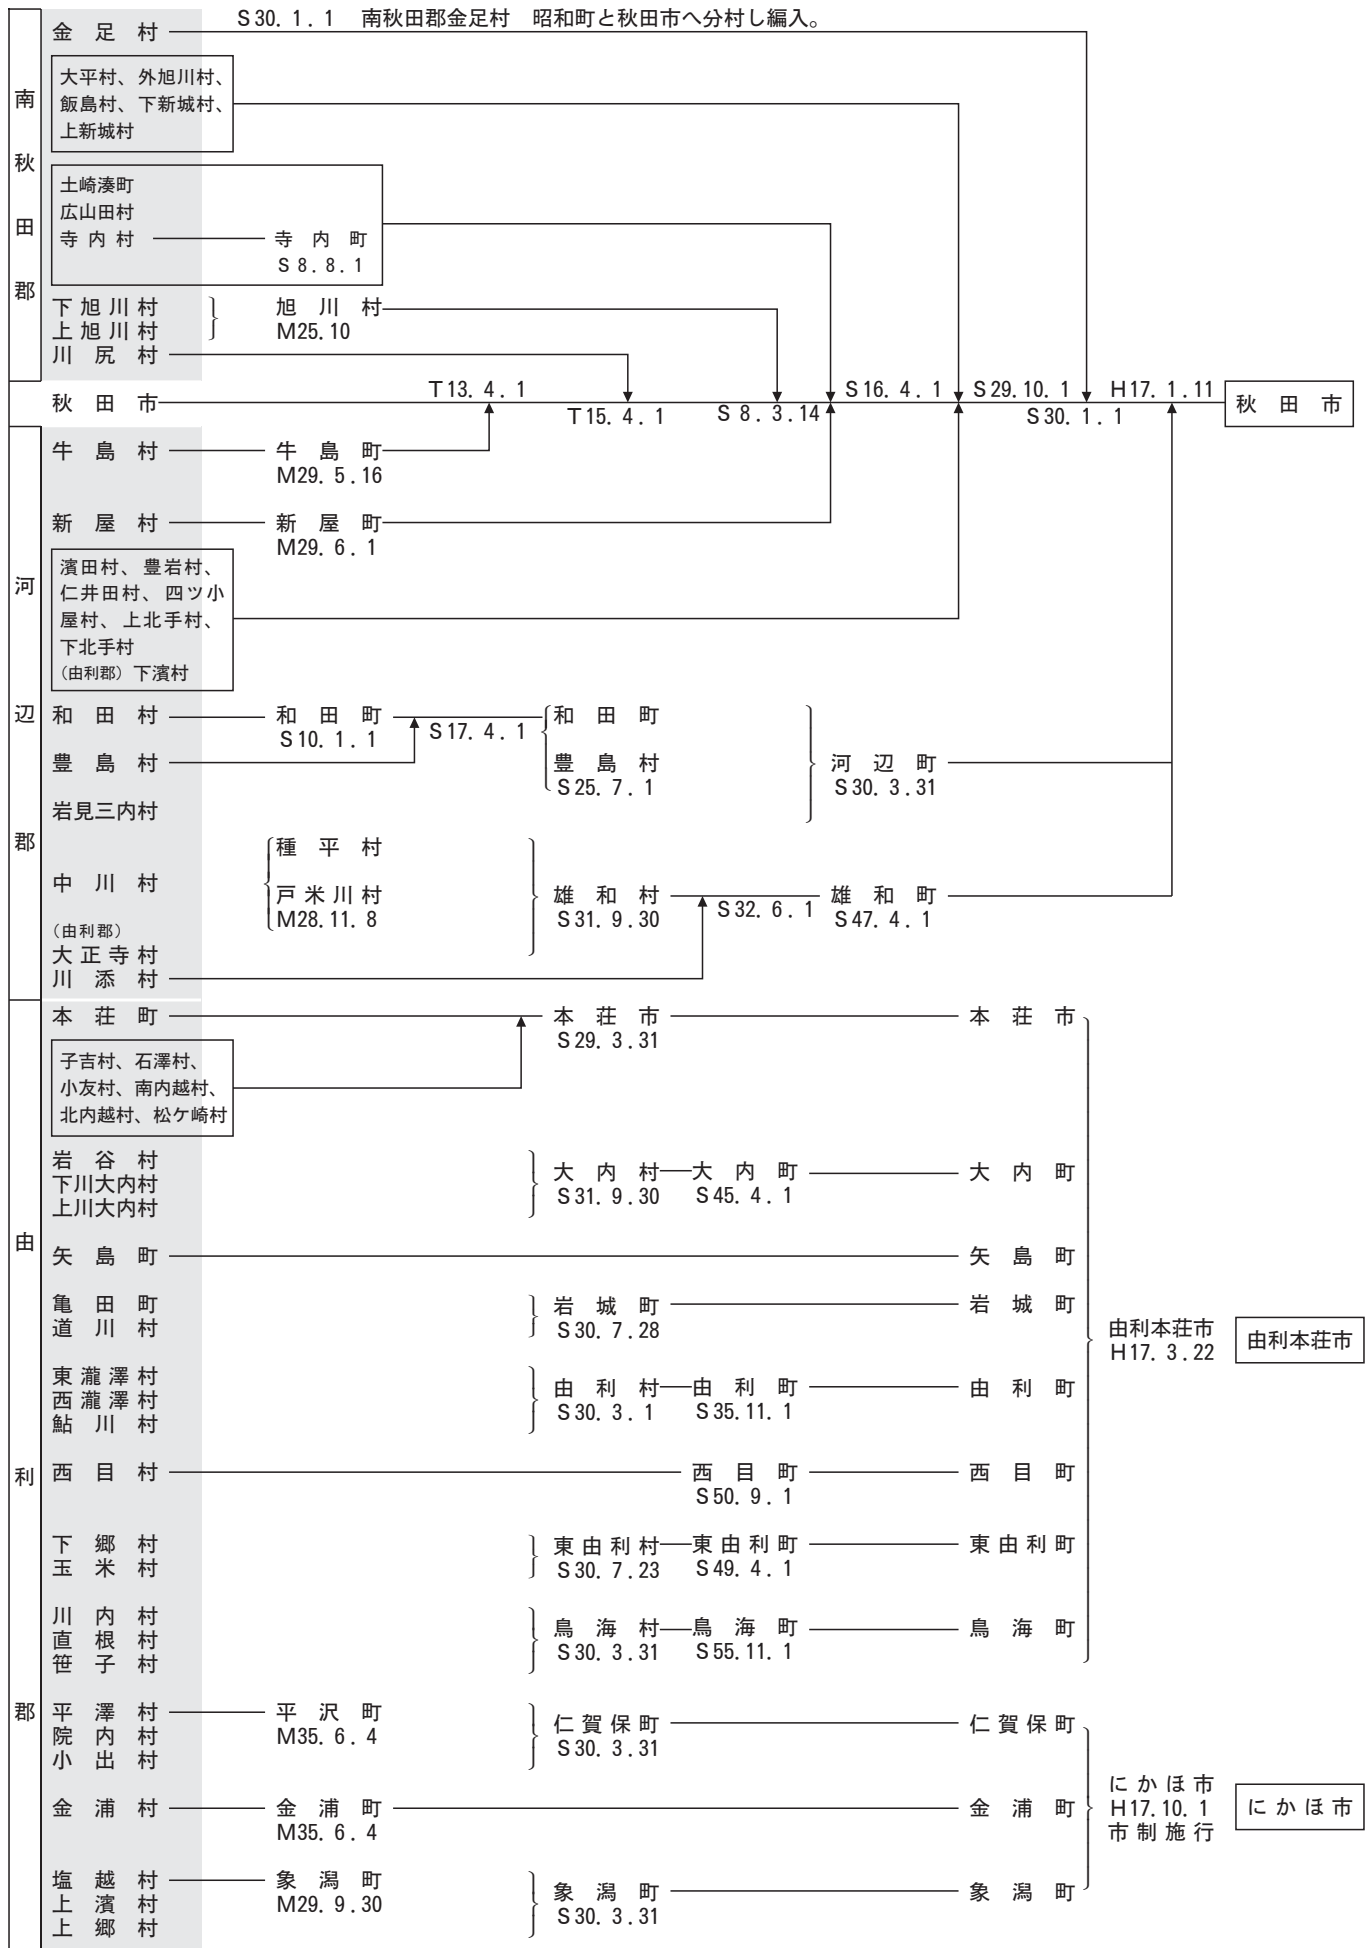 S30.1.1 南秋田郡金足村 昭和町と秋田市へ分村し編入。
南秋田郡
金足村
大平村、外旭川村、
飯島村、下新城村、
上新城村
土崎湊町
広山田村
寺内村 寺内町
S8.8.1
下旭川村 旭川村
上旭川村 M25.10
川尻村
秋田市 T13.4.1 T15.4.1 S8.3.14 S16.4.1 S29.10.1 S30.1.1 H17.1.11 秋田市
河辺郡
牛島村 牛島町
M29.5.16
新屋村 新屋町
M29.6.1
濱田村、豊岩村、
仁井田村、四ツ小
屋村、上北手村、
下北手村
(由利郡)下濱村
和田村 和田町 S17.4.1 和田町
S10.1.1
豊島村 豊島村 河辺町
S25.7.1 S30.3.31
岩見三内村
種平村
中川村 戸米川村 雄和村 S32.6.1 雄和町
M28.11.8 S31.9.30 S47.4.1
(由利郡)
大正寺村
川添村
由利郡
本荘町 本荘市 本荘市
S29.3.31
子吉村、石澤村、
小友村、南内越村、
北内越村、松ケ崎村
岩谷村 大内村 大内町 大内町
下川大内村 S31.9.30 S45.4.1
上川大内村
矢島町 矢島町
亀田町 岩城町 岩城町
道川村 S30.7.28
由利本荘市 由利本荘市
H17.3.22
東瀧澤村
西瀧澤村 由利村 由利町 由利町
鮎川村 S30.3.1 S35.11.1
西目村 西目町 西目町
S50.9.1
下郷村 東由利村 東由利町 東由利町
玉米村 S30.7.23 S49.4.1
川内村
直根村 鳥海村 鳥海町 鳥海町
笹子村 S30.3.31 S55.11.1
平澤村 平沢町 仁賀保町 仁賀保町
院内村 M35.6.4 S30.3.31
小出村
にかほ市 にかほ市
H17.10.1
市制施行
金浦村 金浦町 金浦町
M35.6.4
塩越村 象潟町 象潟町 象潟町
上濱村 M29.9.30 S30.3.31
上郷村